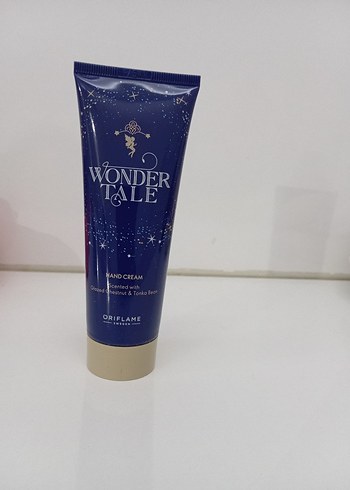 WONDER
TALE
HAND CREAM
Scented with
Chestnut & Tonka Bean
ORIFLAME
SWEDEN